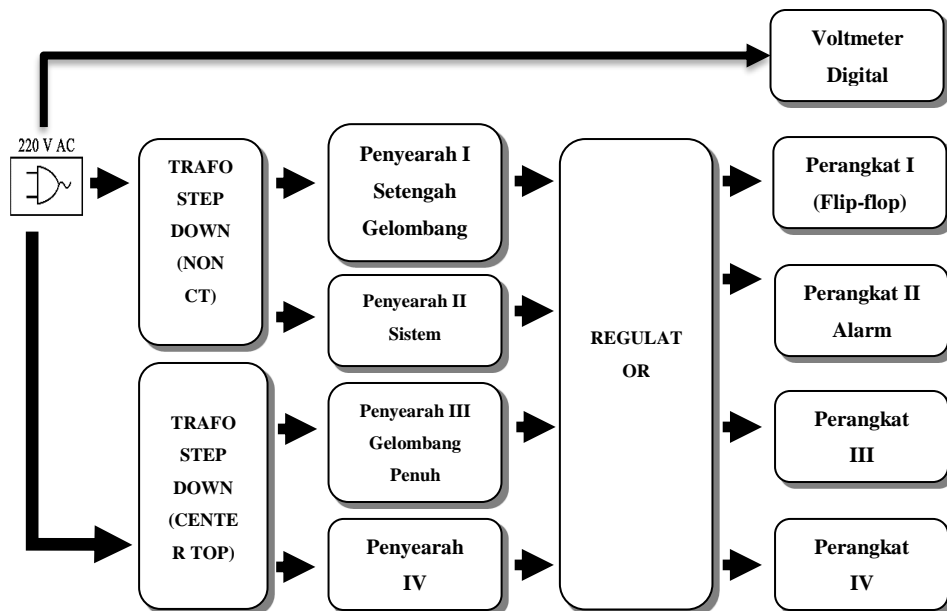 Voltmeter
Digital
220 V AC
TRAFO
STEP
DOWN
(NON
CT)
Penyearah I
Setengah
Gelombang
Penyearah II
Sistem
REGULAT
OR
Perangkat I
(Flip-flop)
Perangkat II
Alarm
TRAFO
STEP
DOWN
(CENTE
R TOP)
Penyearah III
Gelombang
Penuh
Penyearah
IV
Perangkat
III
Perangkat
IV